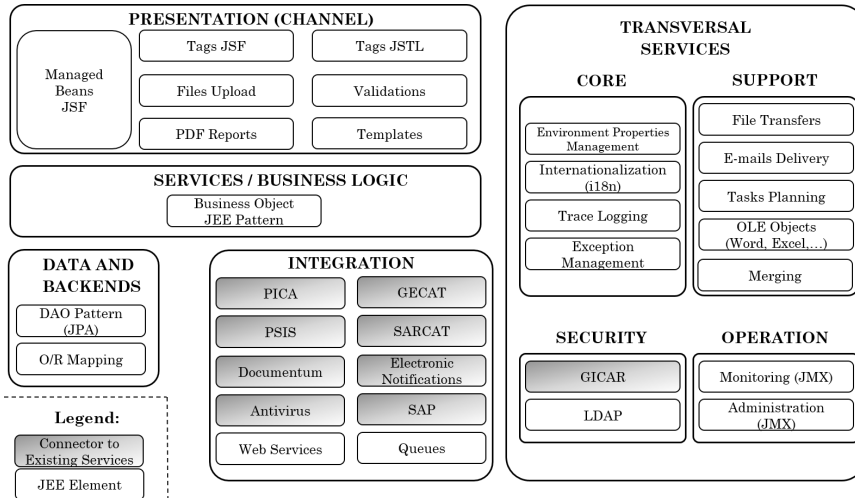 PRESENTATION (CHANNEL)
Managed
Beans
JSF
Tags JSF
Tags JSTL
Files Upload
Validations
PDF Reports
Templates
SERVICES / BUSINESS LOGIC
Business Object
JEE Pattern
DATA AND
BACKENDS
DAO Pattern
(JPA)
O/R Mapping
INTEGRATION
PICA
GECAT
PSIS
SARCAT
Documentum
Electronic
Notifications
Antivirus
SAP
Web Services
Queues
Legend:
Connector to
Existing Services
JEE Element
TRANSVERSAL
SERVICES
CORE
Environment Properties
Management
Internationalization
(i18n)
Trace Logging
Exception
Management
SUPPORT
File Transfers
E-mails Delivery
Tasks Planning
OLE Objects
(Word, Excel,...)
Merging
SECURITY
GICAR
LDAP
OPERATION
Monitoring (JMX)
Administration
(JMX)